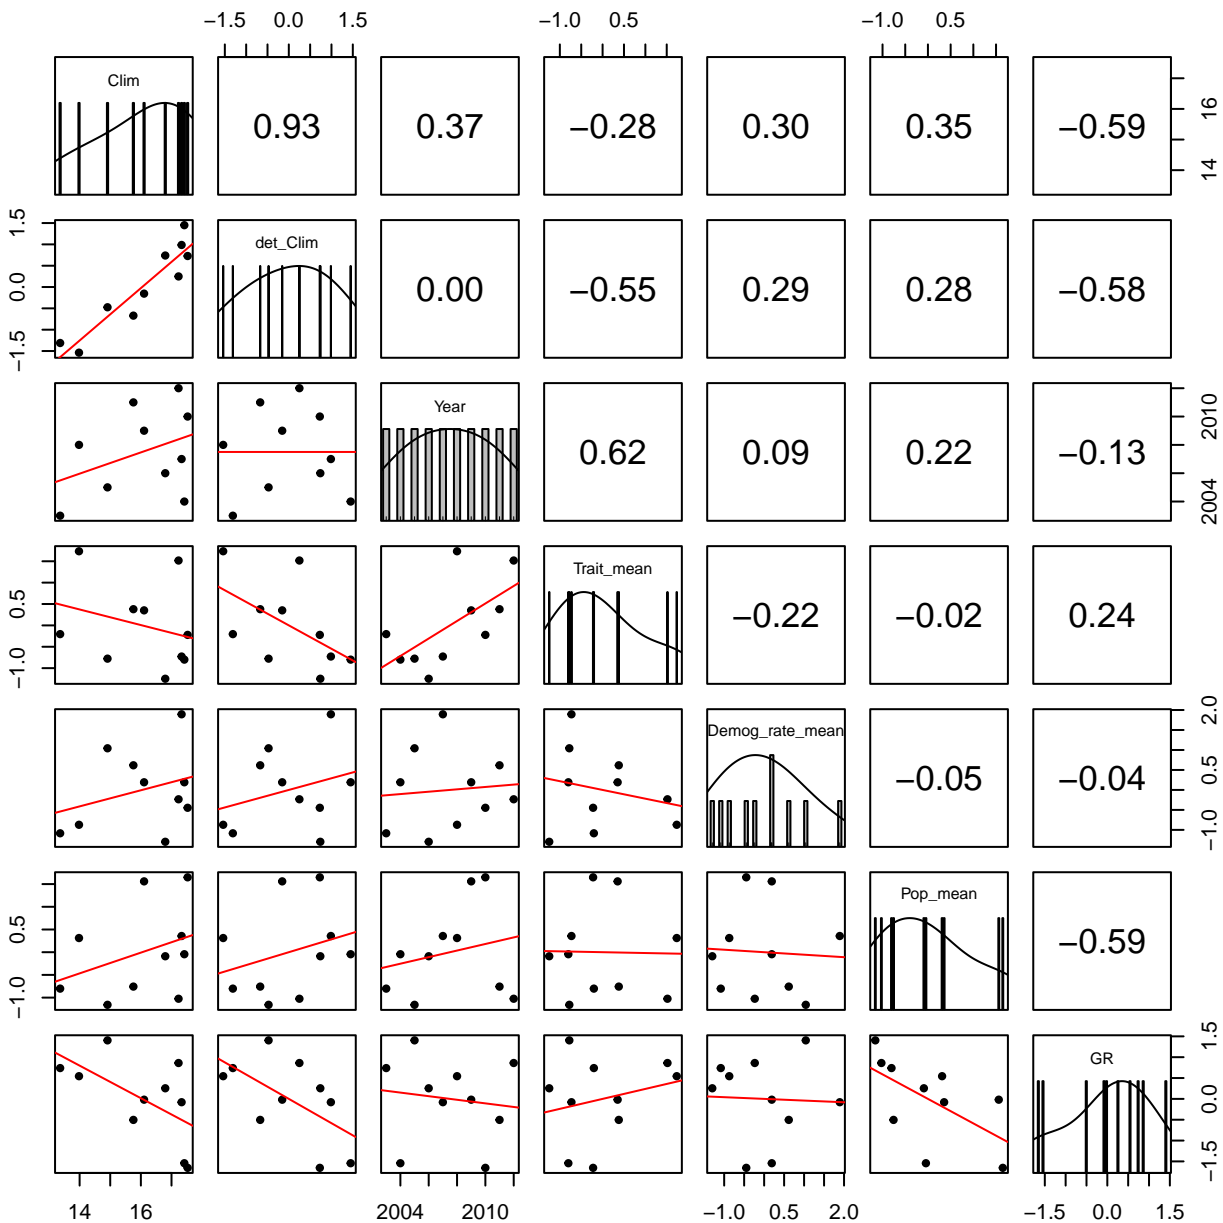 −1.5 0.0 1.5 −1.0 0.5 −1.0 0.5
Clim 0.93 0.37 −0.28 0.30 0.35 −0.59 14 16
−1.5 0.0 1.5 det_Clim 0.00 −0.55 0.29 0.28 −0.58
Year 0.62 0.09 0.22 −0.13 2004 2010
−1.0 0.5 Trait_mean −0.22 −0.02 0.24
Demog_rate_mean −0.05 −0.04 −1.0 0.5 2.0
−1.0 0.5 Pop_mean −0.59
GR −1.5 0.0 1.5
14 16 2004 2010 −1.0 0.5 2.0 −1.5 0.0 1.5